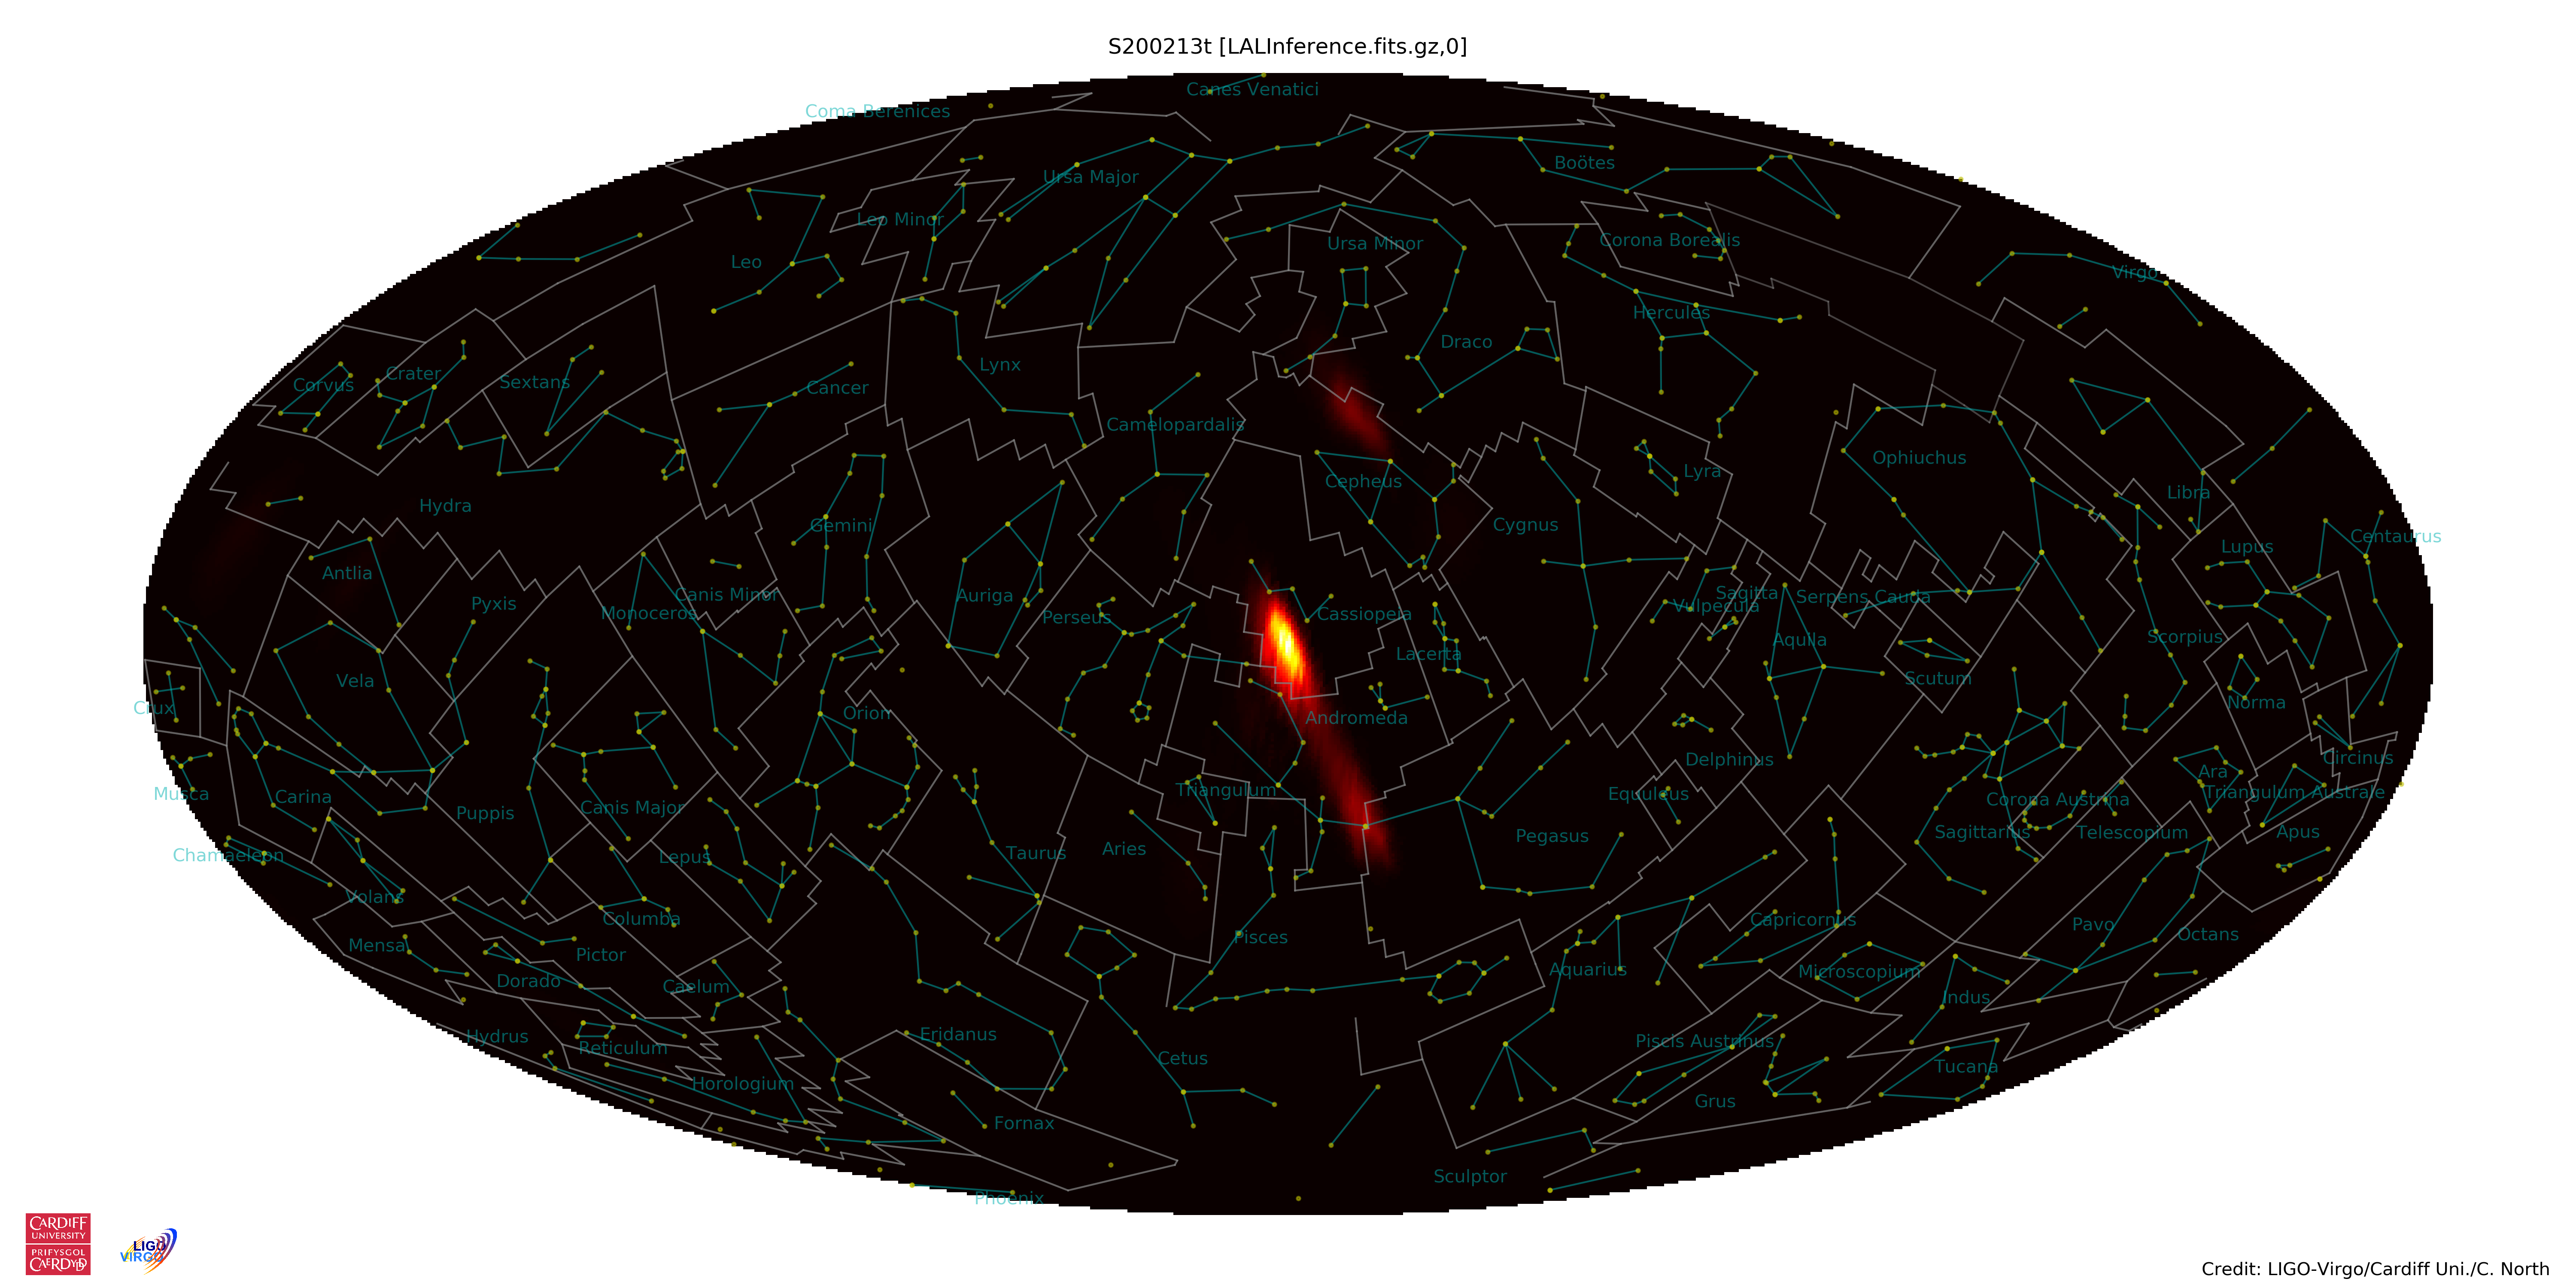 S200213t [LALInference.fits.gz,0]
Canes Venatici
Coma Berenices
Boötes
Ursa Major
Leo Minor
Corona Borealis
Ursa Minor
Leo
Virgo
Hercules
Draco
Lynx
Crater
Corvus
Sextans
Cancer
Camelopardalis
Ophiuchus
Lyra
Cepheus
Libra
Hydra
Gemini
Cygnus
Centaurus
Lupus
Antlia
Canis Minor
Sagitta
Auriga
Serpens Cauda
Pyxis
Vulpecula
Monoceros
Cassiopeia
Perseus
Scorpius
Aquila
Lacerta
Scutum
Vela
Norma
Crux
Orion
Andromeda
Circinus
Delphinus
Ara
Triangulum
Triangulum Australe
Musca
Equuleus
Carina
Corona Austrina
Canis Major
Puppis
Sagittarius
Telescopium
Apus
Pegasus
Aries
Taurus
Chamaeleon
Lepus
Volans
Columba
Capricornus
Pavo
Octans
Pisces
Mensa
Pictor
Aquarius
Microscopium
Dorado
Caelum
Indus
Eridanus
Hydrus
Piscis Austrinus
Reticulum
Cetus
Tucana
Horologium
Grus
Fornax
Sculptor
Phoenix
CARDIFF
UNIVERSITY
PRIFYSGOL
CAERDYDD
LIGO
VIRGO
Credit: LIGO-Virgo/Cardiff Uni./C. North